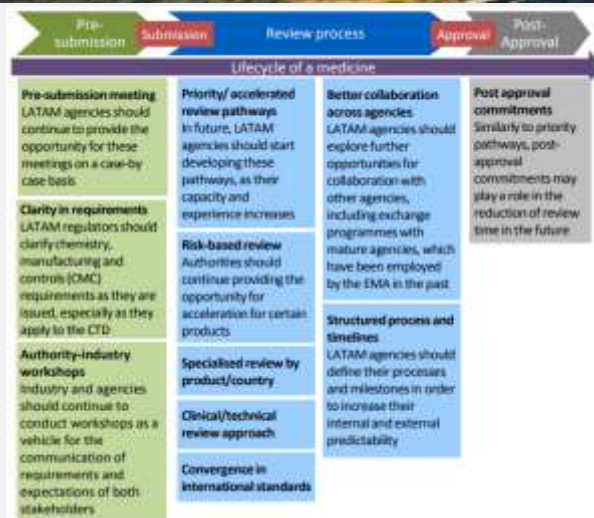 Pre-
submission
Submission
Review process
Approval
Post-
Approval
Lifecycle of a medicine
Pre-submission meeting
LATAM agencies should
continue to provide the
opportunity for these
meetings on a case-by
case basis
Clarity in requirements
LATAM regulators should
clarify chemistry,
manufacturing and
controls (CMC)
requirements as they are
issued, especially as they
apply to the CTD
Authority-industry
workshops
Industry and agencies
should continue to
conduct workshops as a
vehicle for the
communication of
requirements and
expectations of both
stakeholders
Priority/ accelerated
review pathways
In future, LATAM
agencies should start
developing these
pathways, as their
capacity and
experience increases
Risk-based review
Authorities should
continue providing the
opportunity for
acceleration for certain
products
Specialised review by
product/country
Clinical/technical
review approach
Convergence in
international standards
Better collaboration
across agencies
LATAM agencies should
explore further
opportunities for
collaboration with
other agencies,
including exchange
programmes with
mature agencies, which
have been employed
by the EMA in the past
Structured process and
timelines
LATAM agencies should
define their processes
and milestones in order
to increase their
internal and external
predictability
Post approval
commitments
Similarly to priority
pathways, post-
approval
commitments may
play a role in the
reduction of review
time in the future